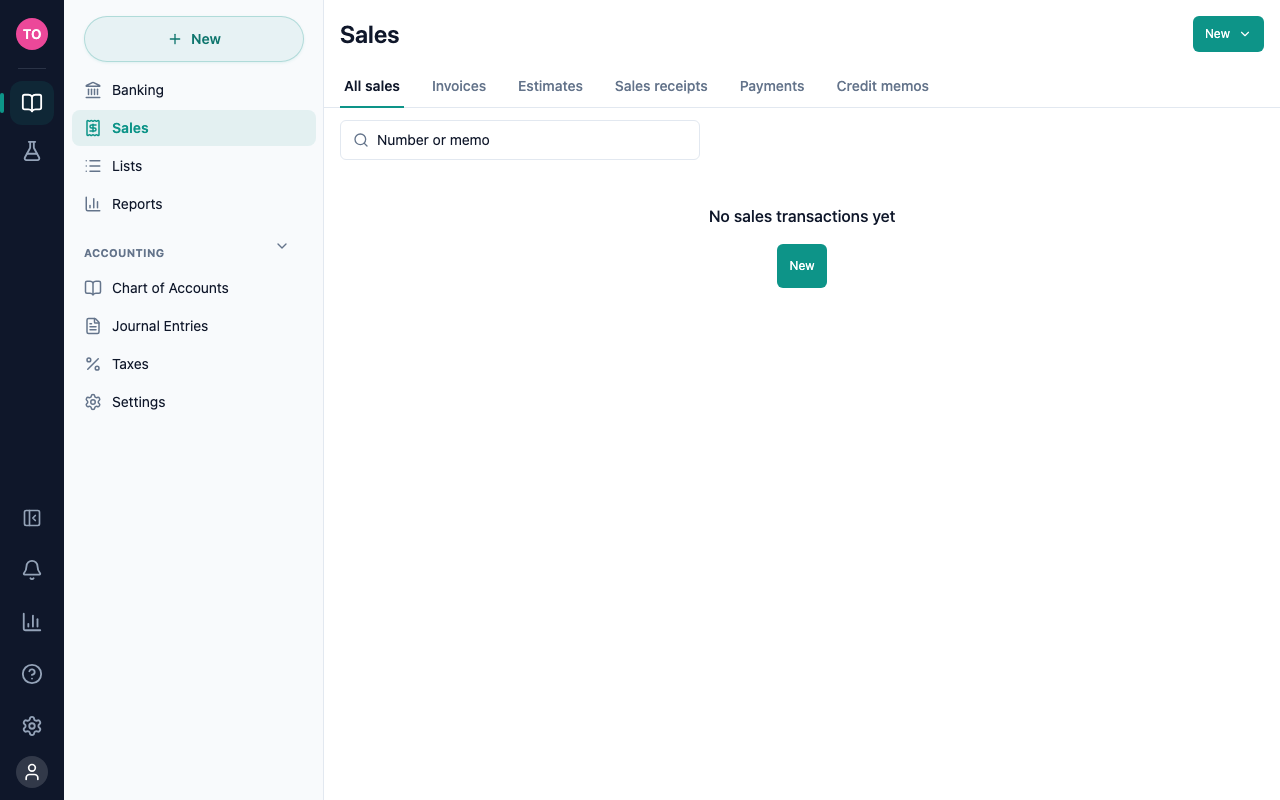 TO
New
Banking
Sales
Lists
Reports
ACCOUNTING
Chart of Accounts
Journal Entries
Taxes
Settings
Sales
New
All sales
Invoices
Estimates
Sales receipts
Payments
Credit memos
Number or memo
No sales transactions yet
New